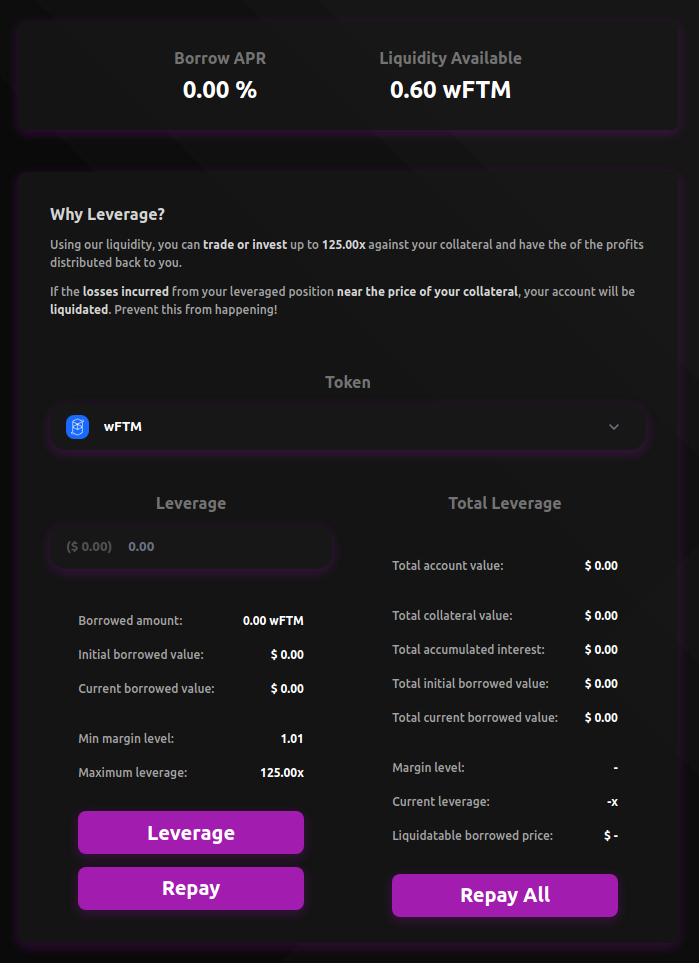 Borrow APR
0.00 %
Liquidity Available
0.60 wFTM
Why Leverage?
Using our liquidity, you can trade or invest up to 125.00x against your collateral and have the of the profits
distributed back to you.
If the losses incurred from your leveraged position near the price of your collateral, your account will be
liquidated. Prevent this from happening!
Token
wFTM
Leverage
($ 0.00) 0.00
Borrowed amount: 0.00 wFTM
Initial borrowed value: $ 0.00
Current borrowed value: $ 0.00
Min margin level: 1.01
Maximum leverage: 125.00x
Leverage
Repay
Total Leverage
Total account value: $ 0.00
Total collateral value: $ 0.00
Total accumulated interest: $ 0.00
Total initial borrowed value: $ 0.00
Total current borrowed value: $ 0.00
Margin level: -
Current leverage: -x
Liquidatable borrowed price: $ -
Repay All